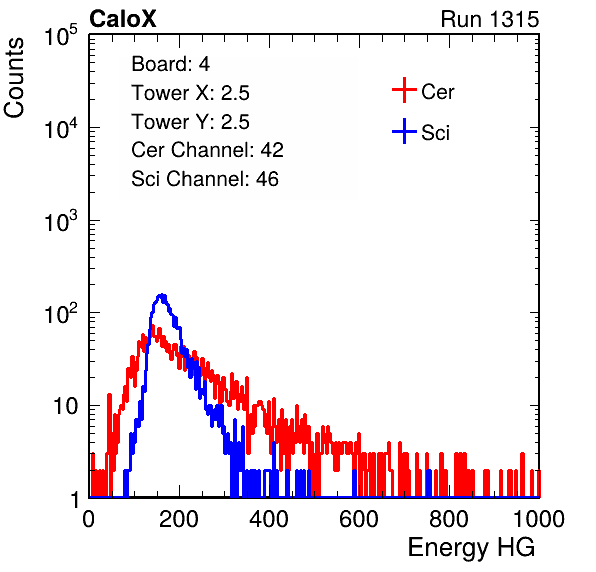 CaloX Run 1315
Counts
10^5
10^4
10^3
10^2
10
1
Board: 4
Tower X: 2.5
Tower Y: 2.5
Cer Channel: 42
Sci Channel: 46
Cer
Sci
0 200 400 600 800 1000
Energy HG